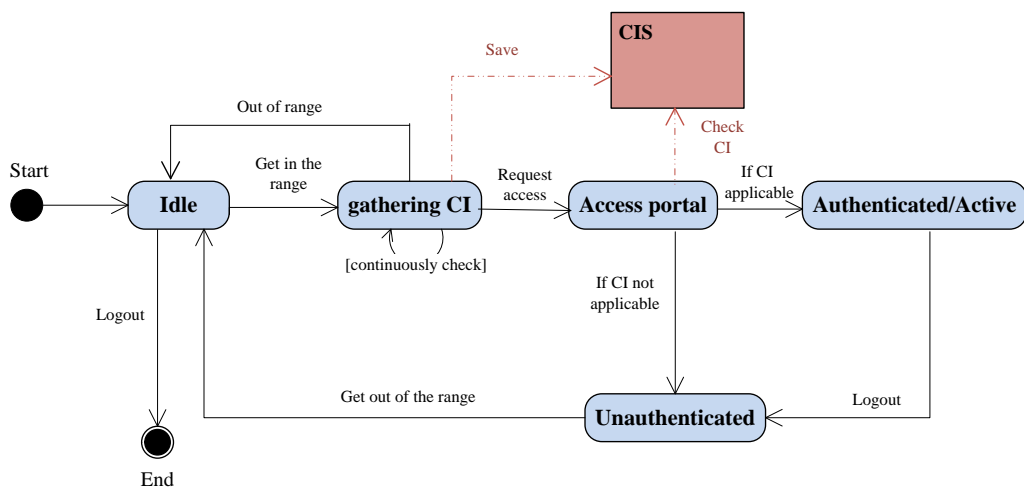 CIS
Save
Out of range
Check
CI
Start
Get in the
range
Request
access
If CI
applicable
Idle
gathering CI
Access portal
Authenticated/Active
[continuously check]
If CI not
applicable
Logout
Get out of the range
Unauthenticated
Logout
End